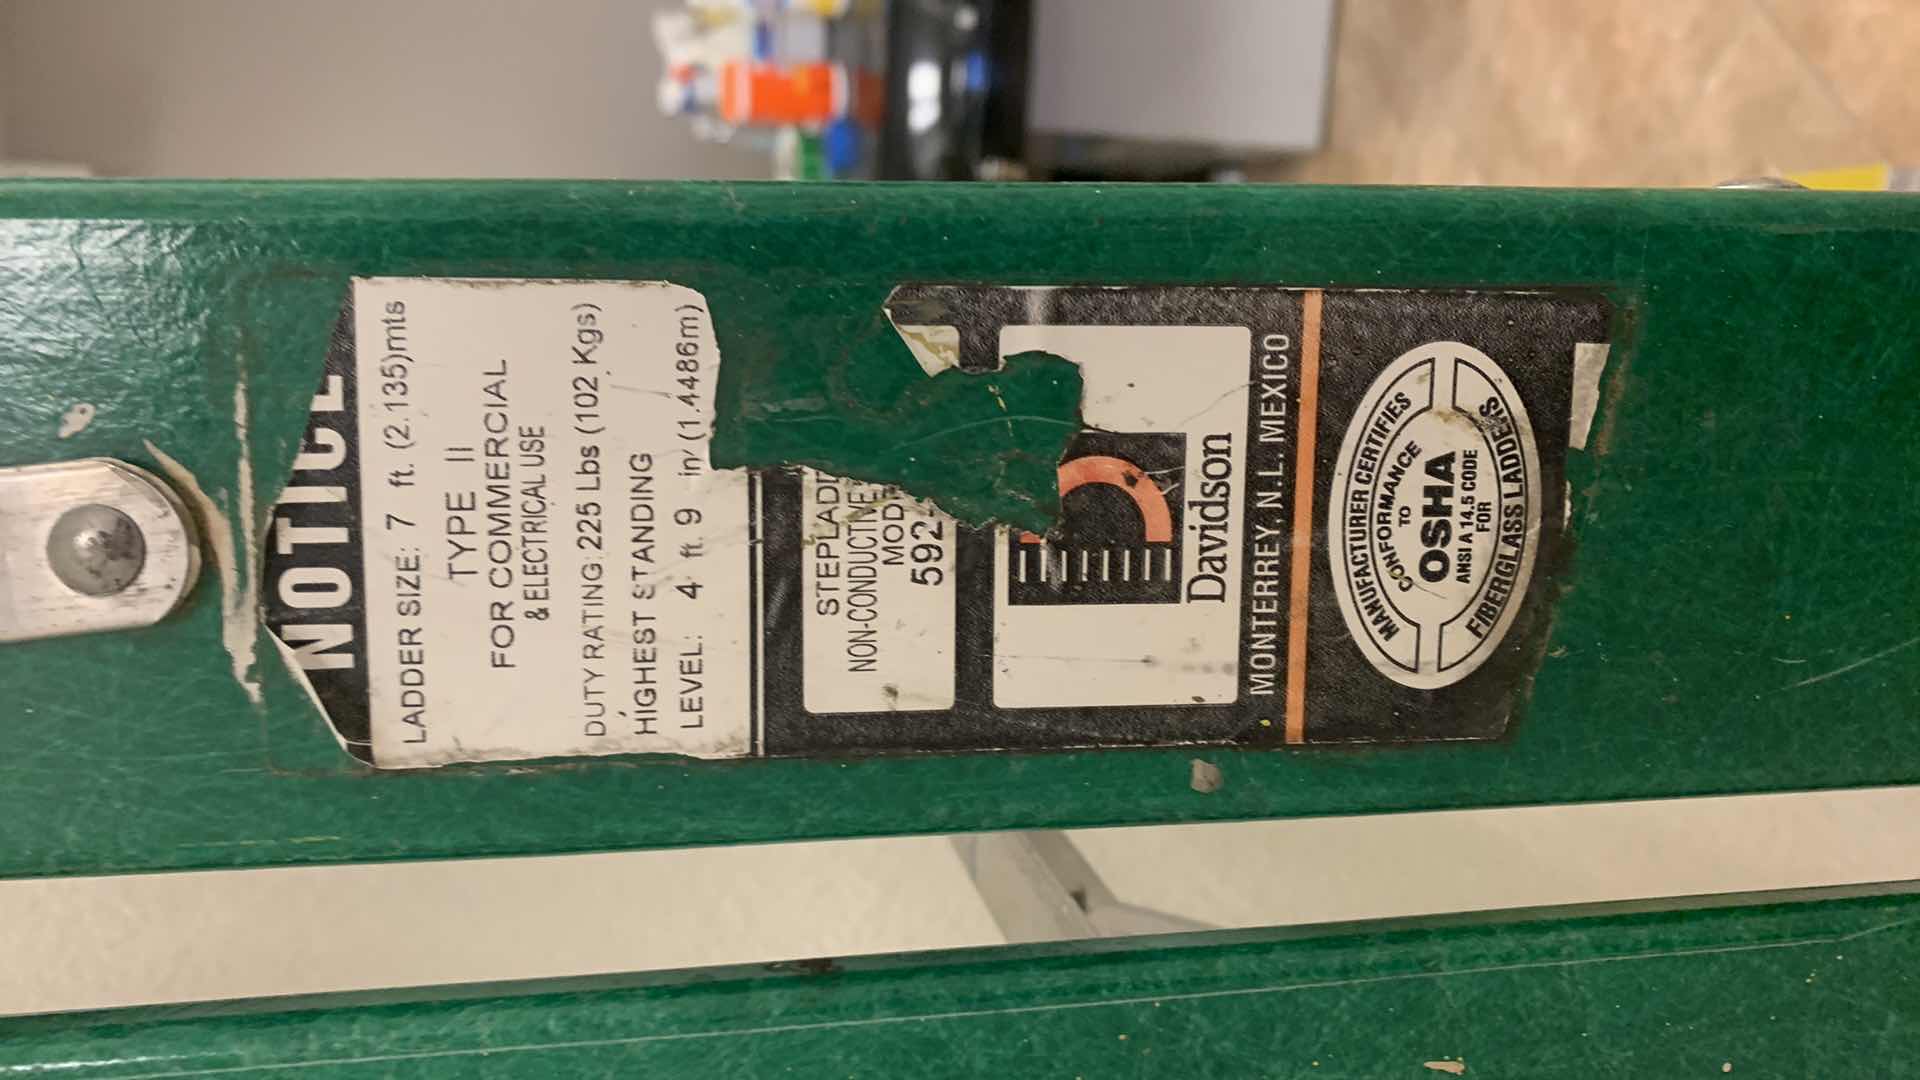 NOTICE
LADDER SIZE: 7 ft. (2.135)mts
TYPE II
FOR COMMERCIAL
& ELECTRICAL USE
DUTY RATING: 225 Lbs (102 Kgs)
HIGHEST STANDING
LEVEL: 4 ft. 9 in/ (1.4486m)
STEPLADD
NON-CONDUCTIVE
MODE
592-
Davidson
MONTERREY, N.L. MEXICO
MANUFACTURER CERTIFIES
CONFORMANCE
TO
OSHA
ANSI A 14.5 CODE
FOR
FIBERGLASS LADDERS